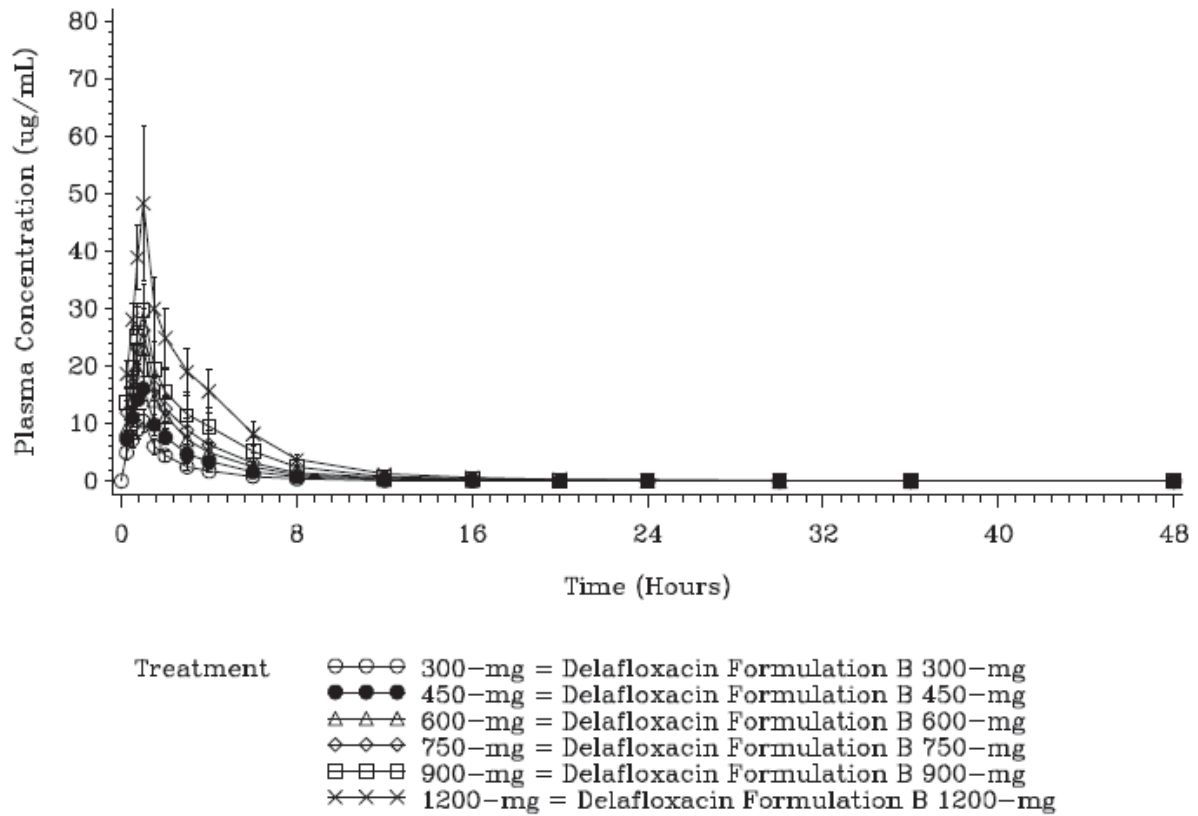 80
70
60
50
40
30
20
10
0
Plasma Concentration (ug/mL)
0 8 16 24 32 40 48
Time (Hours)
Treatment
300-mg = Delafloxacin Formulation B 300-mg
450-mg = Delafloxacin Formulation B 450-mg
600-mg = Delafloxacin Formulation B 600-mg
750-mg = Delafloxacin Formulation B 750-mg
900-mg = Delafloxacin Formulation B 900-mg
1200-mg = Delafloxacin Formulation B 1200-mg